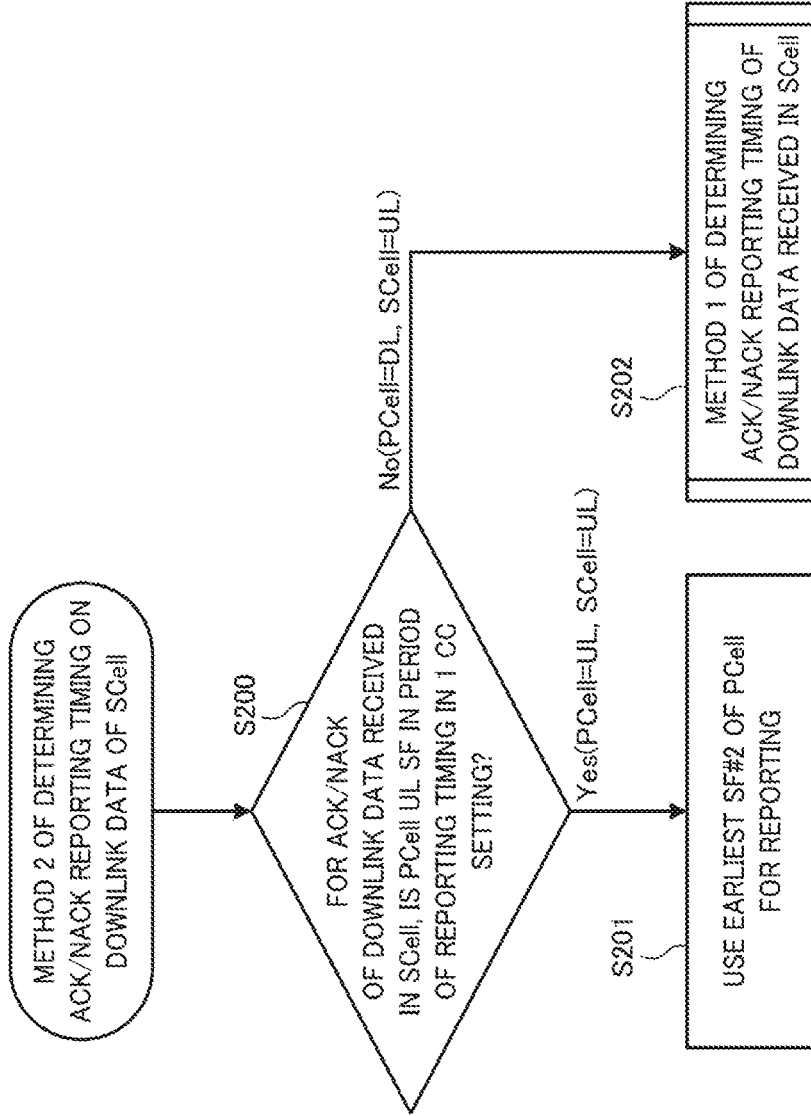 METHOD 2 OF DETERMINING
ACK/NACK REPORTING TIMING ON
DOWNLINK DATA OF SCell
S200
FOR ACK/NACK
OF DOWNLINK DATA RECEIVED
IN SCell, IS PCell UL SF IN PERIOD
OF REPORTING TIMING IN 1 CC
SETTING?
No(PCell=DL, SCell=UL)
Yes(PCell=UL, SCell=UL)
S201
USE EARLIEST SF#2 OF PCell
FOR REPORTING
S202
METHOD 1 OF DETERMINING
ACK/NACK REPORTING TIMING OF
DOWNLINK DATA RECEIVED IN SCell